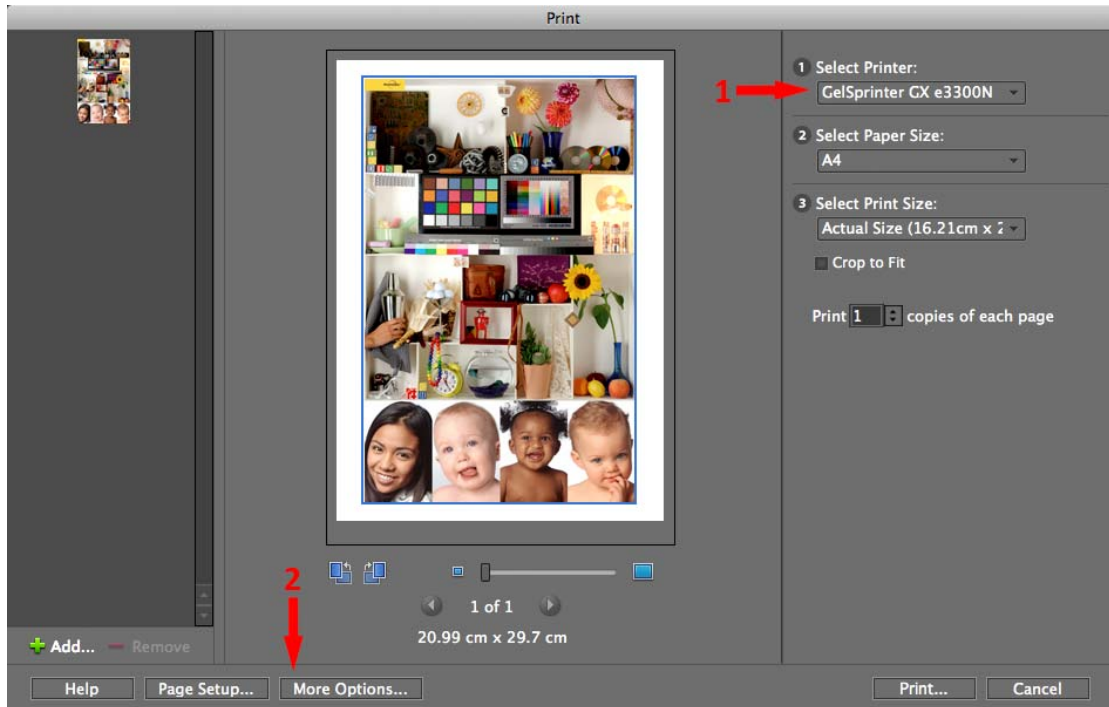 Print
1 Select Printer:
1
GelSprinter GX e3300N
2 Select Paper Size:
A4
3 Select Print Size:
Actual Size (16.21cm x 2
Crop to Fit
Print 1 copies of each page
2
1 of 1
20.99 cm x 29.7 cm
Add... Remove
Help Page Setup... More Options... Print... Cancel